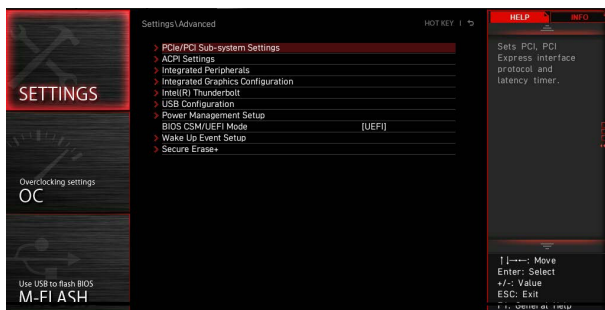 Settings\Advanced
HOT KEY |
> PCIe/PCI Sub-system Settings
> ACPI Settings
> Integrated Peripherals
> Integrated Graphics Configuration
> Intel(R) Thunderbolt
> USB Configuration
> Power Management Setup
BIOS CSM/UEFI Mode [UEFI]
> Wake Up Event Setup
> Secure Erase+
SETTINGS
Overclocking settings
OC
Use USB to flash BIOS
M-FLASH
HELP
INFO
Sets PCI, PCI
Express interface
protocol and
latency timer.
↑↓→←: Move
Enter: Select
+/-: Value
ESC: Exit
F1: General Help